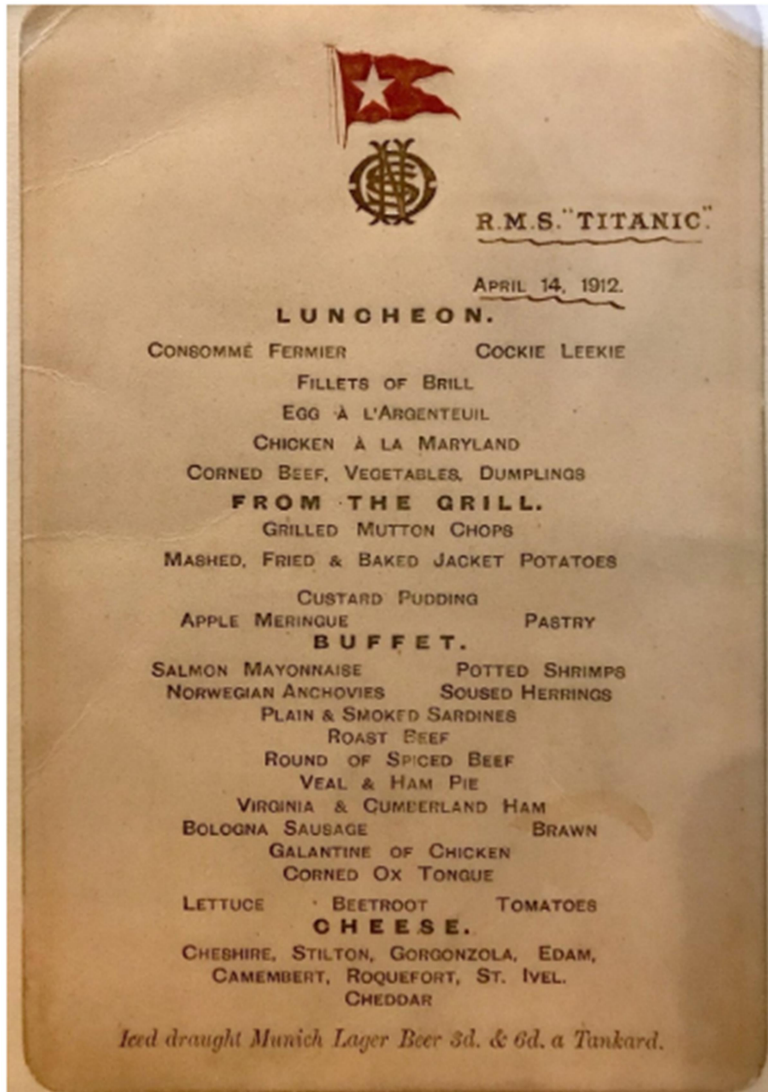 R.M.S. "TITANIC".
APRIL 14, 1912.
LUNCHEON.
CONSOMMÉ FERMIER COCKIE LEEKIE
FILLETS OF BRILL
EGG À L'ARGENTEUIL
CHICKEN À LA MARYLAND
CORNED BEEF, VEGETABLES, DUMPLINGS
FROM THE GRILL.
GRILLED MUTTON CHOPS
MASHED, FRIED & BAKED JACKET POTATOES
CUSTARD PUDDING
APPLE MERINGUE PASTRY
BUFFET.
SALMON MAYONNAISE POTTED SHRIMPS
NORWEGIAN ANCHOVIES SOUSED HERRINGS
PLAIN & SMOKED SARDINES
ROAST BEEF
ROUND OF SPICED BEEF
VEAL & HAM PIE
VIRGINIA & CUMBERLAND HAM
BOLOGNA SAUSAGE BRAWN
GALANTINE OF CHICKEN
CORNED OX TONGUE
LETTUCE BEETROOT TOMATOES
CHEESE.
CHESHIRE, STILTON, GORGONZOLA, EDAM,
CAMEMBERT, ROQUEFORT, ST. IVEL.
CHEDDAR
Iced draught Munich Lager Beer 3d. & 6d. a Tankard.